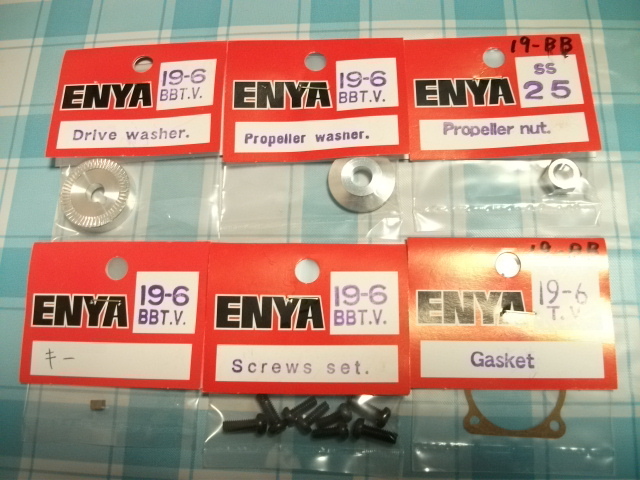 ENYA
19-6
BBT.V.
Drive washer.
ENYA
19-6
BBT.V.
Propeller washer.
19-BB
ENYA
SS
25
Propeller nut.
ENYA
19-6
BBT.V.
キー
ENYA
19-6
BBT.V.
Screws set.
19-BB
ENYA
19-6
T.V.
Gasket